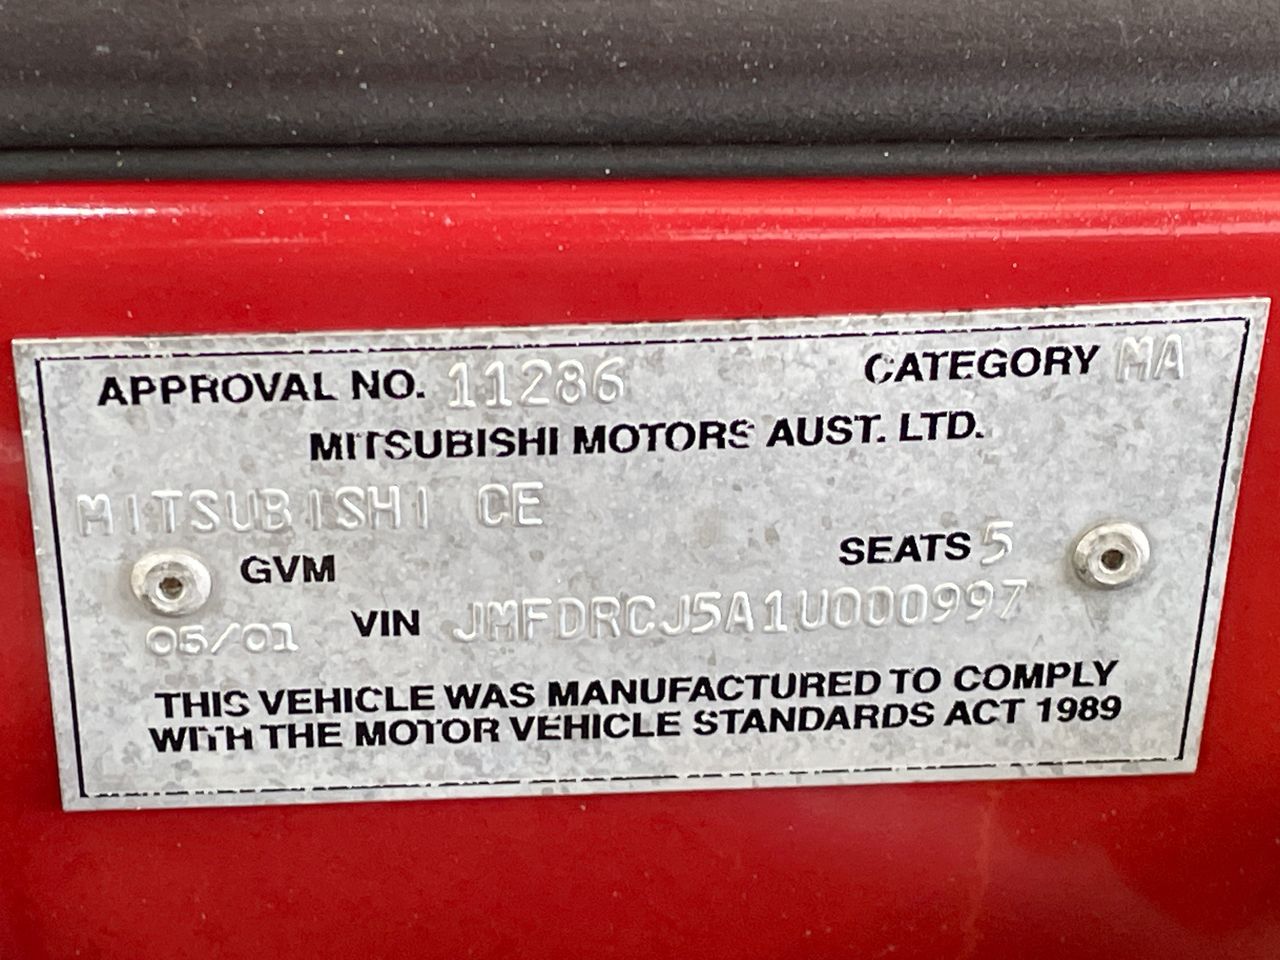 APPROVAL NO. 11286 CATEGORY MA
MITSUBISHI MOTORS AUST. LTD.
MITSUBISHI CE
GVM SEATS 5
05/01 VIN JMFDRCJ5A1U000997
THIS VEHICLE WAS MANUFACTURED TO COMPLY
WITH THE MOTOR VEHICLE STANDARDS ACT 1989